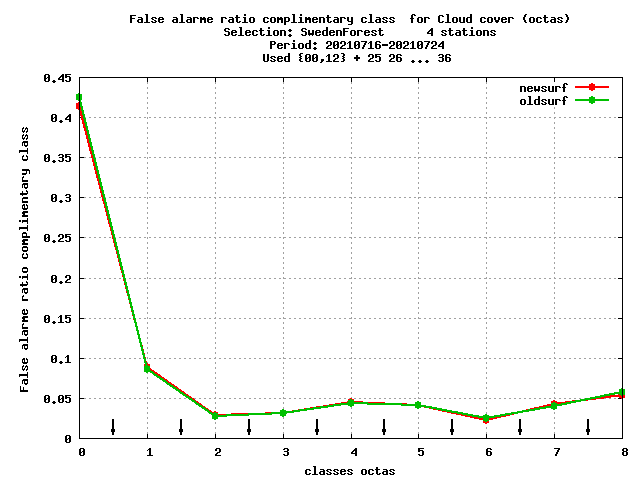 False alarme ratio complimentary class  for Cloud cover (octas)
Selection: SwedenForest      4 stations
Period: 20210716-20210724
Used {00,12} + 25 26 ... 36
newsurf
oldsurf
False alarme ratio complimentary class
0.45
0.4
0.35
0.3
0.25
0.2
0.15
0.1
0.05
0
0 1 2 3 4 5 6 7 8
classes octas